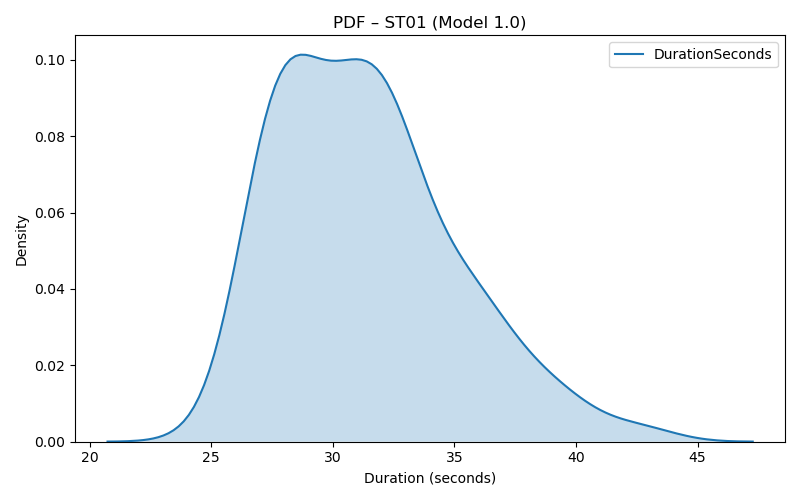 PDF – ST01 (Model 1.0)
DurationSeconds
Density
0.10
0.08
0.06
0.04
0.02
0.00
20 25 30 35 40 45
Duration (seconds)